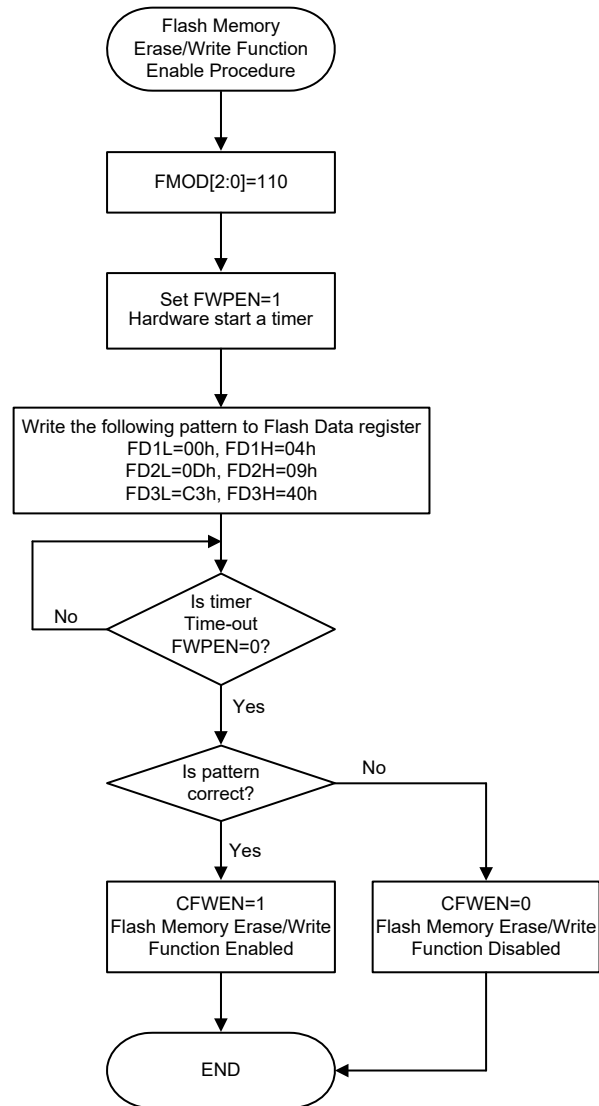 Flash Memory
Erase/Write Function
Enable Procedure
FMOD[2:0]=110
Set FWPEN=1
Hardware start a timer
Write the following pattern to Flash Data register
FD1L=00h, FD1H=04h
FD2L=0Dh, FD2H=09h
FD3L=C3h, FD3H=40h
Is timer
Time-out
FWPEN=0?
No
Yes
Is pattern
correct?
No
Yes
CFWEN=1
Flash Memory Erase/Write
Function Enabled
CFWEN=0
Flash Memory Erase/Write
Function Disabled
END